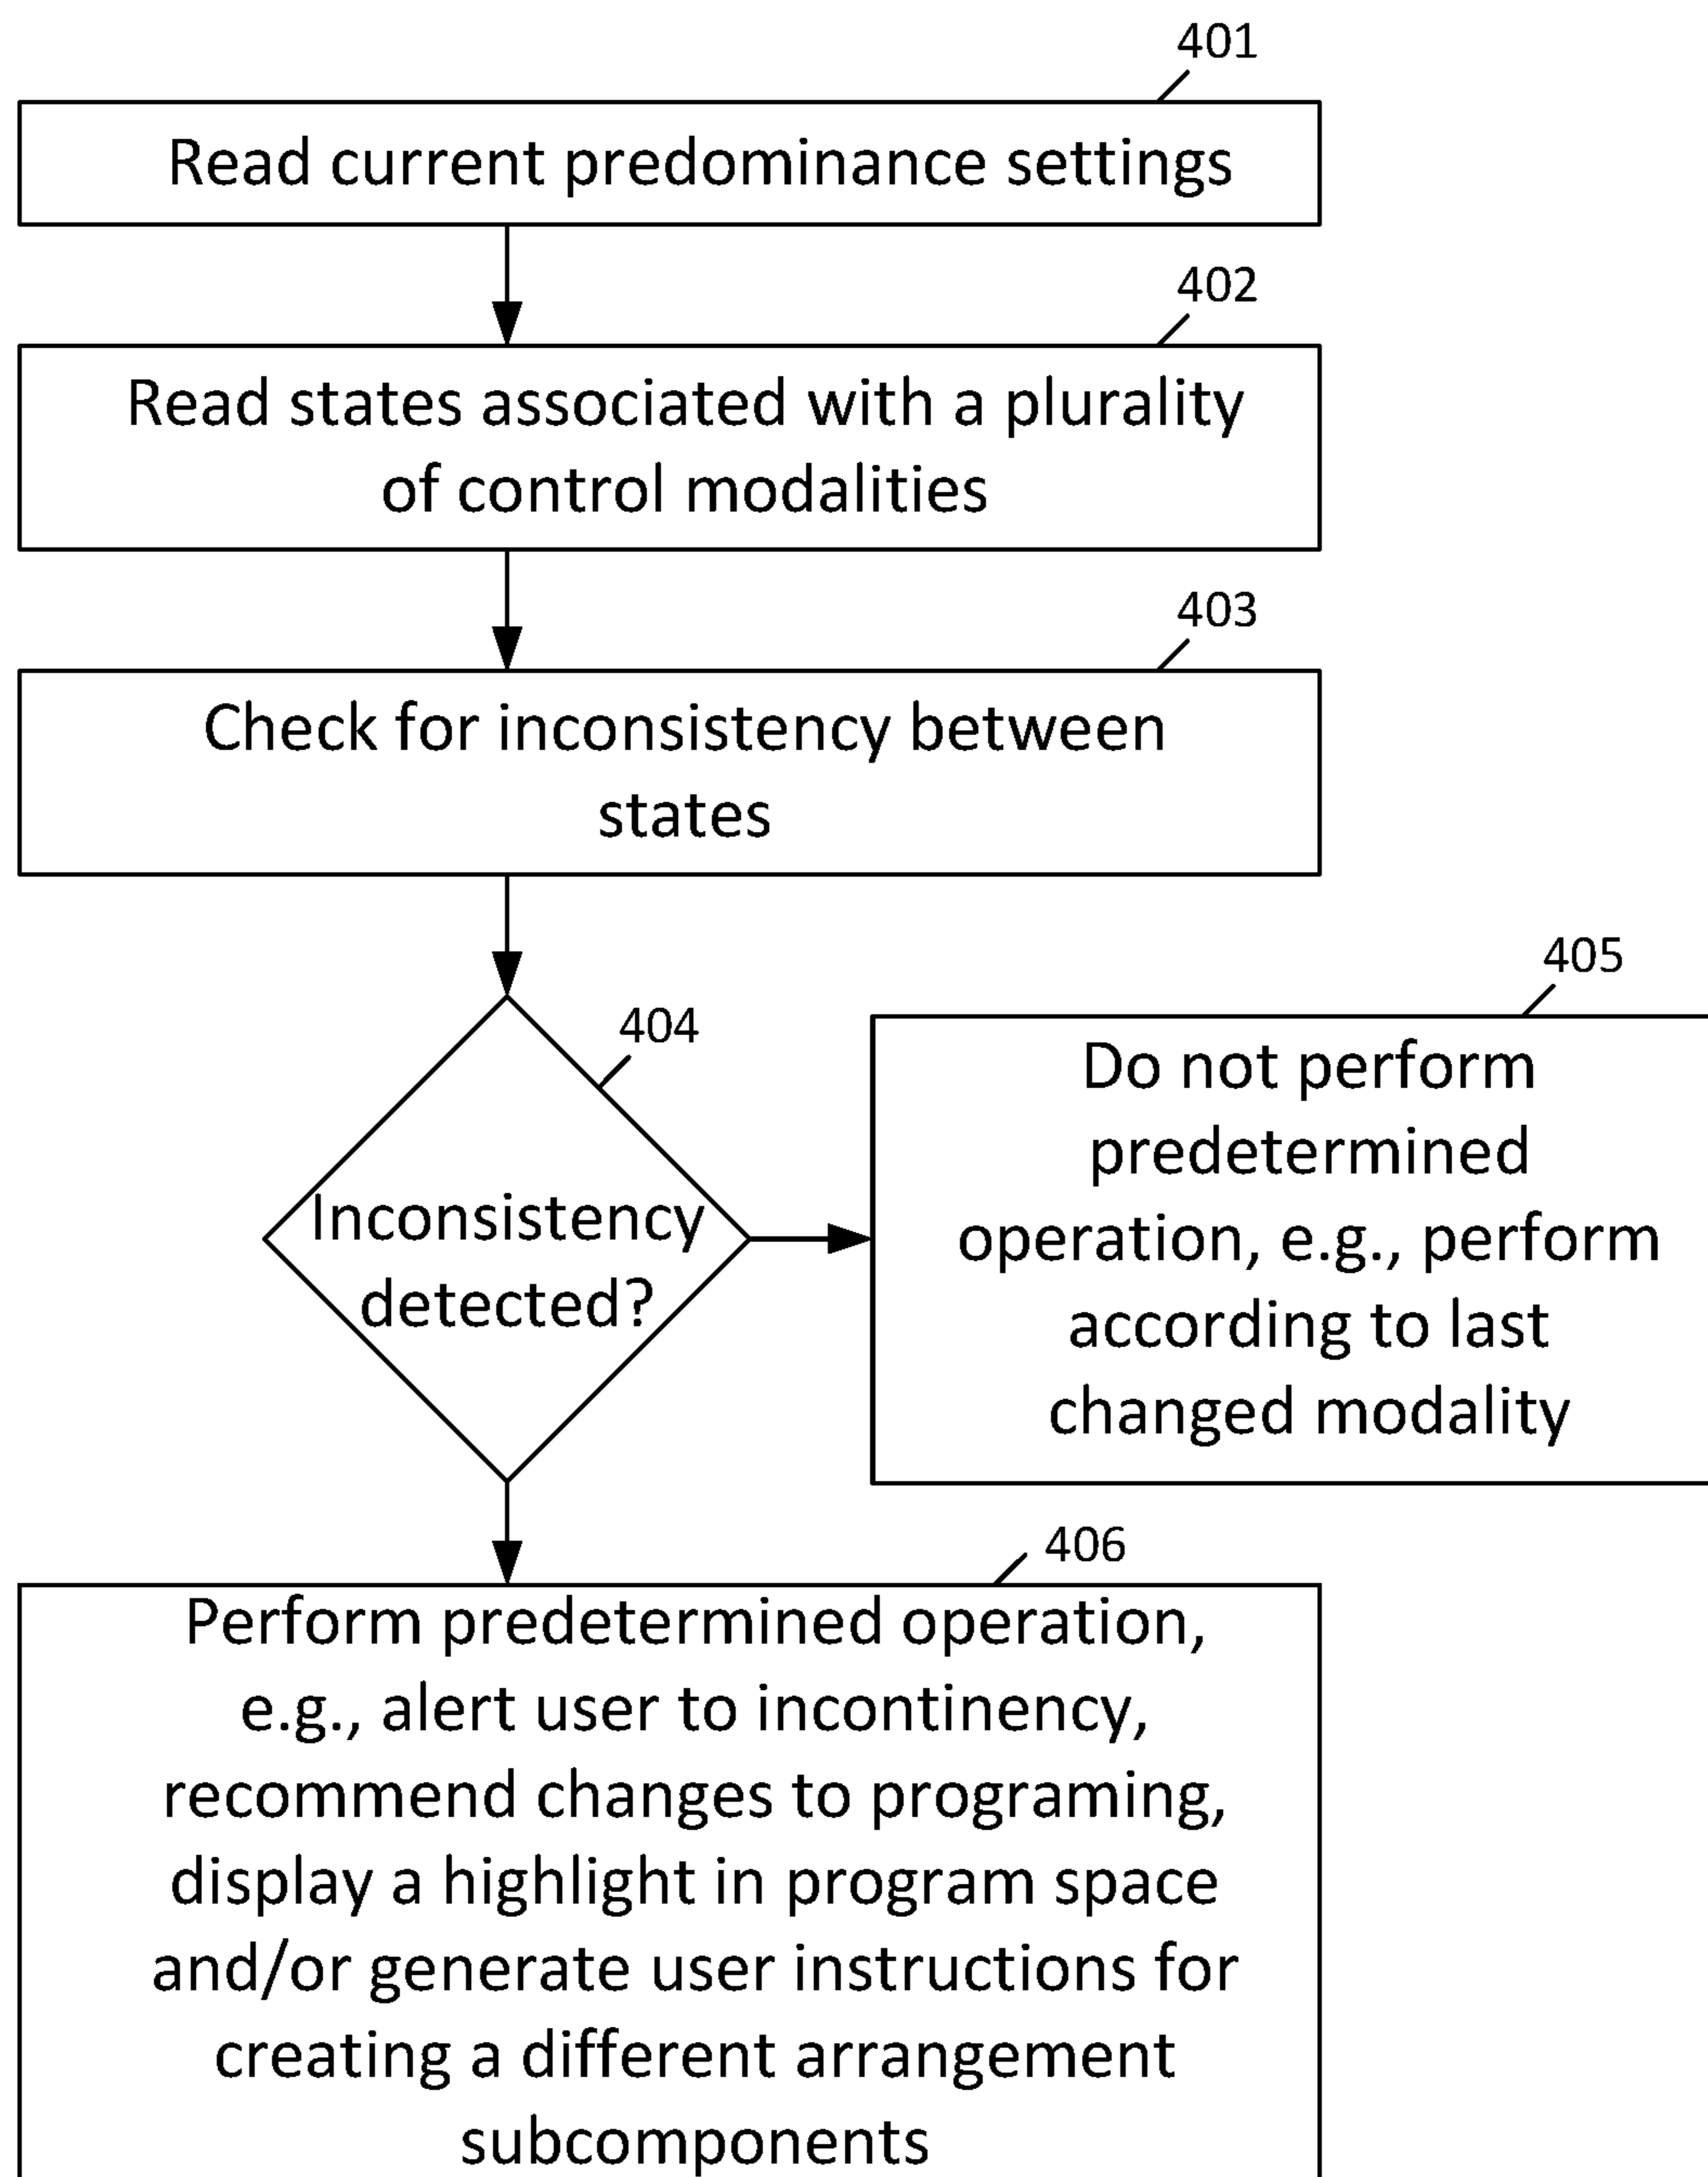 401
Read current predominance settings
402
Read states associated with a plurality
of control modalities
403
Check for inconsistency between
states
404
Inconsistency
detected?
405
Do not perform
predetermined
operation, e.g., perform
according to last
changed modality
406
Perform predetermined operation,
e.g., alert user to incontinency,
recommend changes to programing,
display a highlight in program space
and/or generate user instructions for
creating a different arrangement
subcomponents